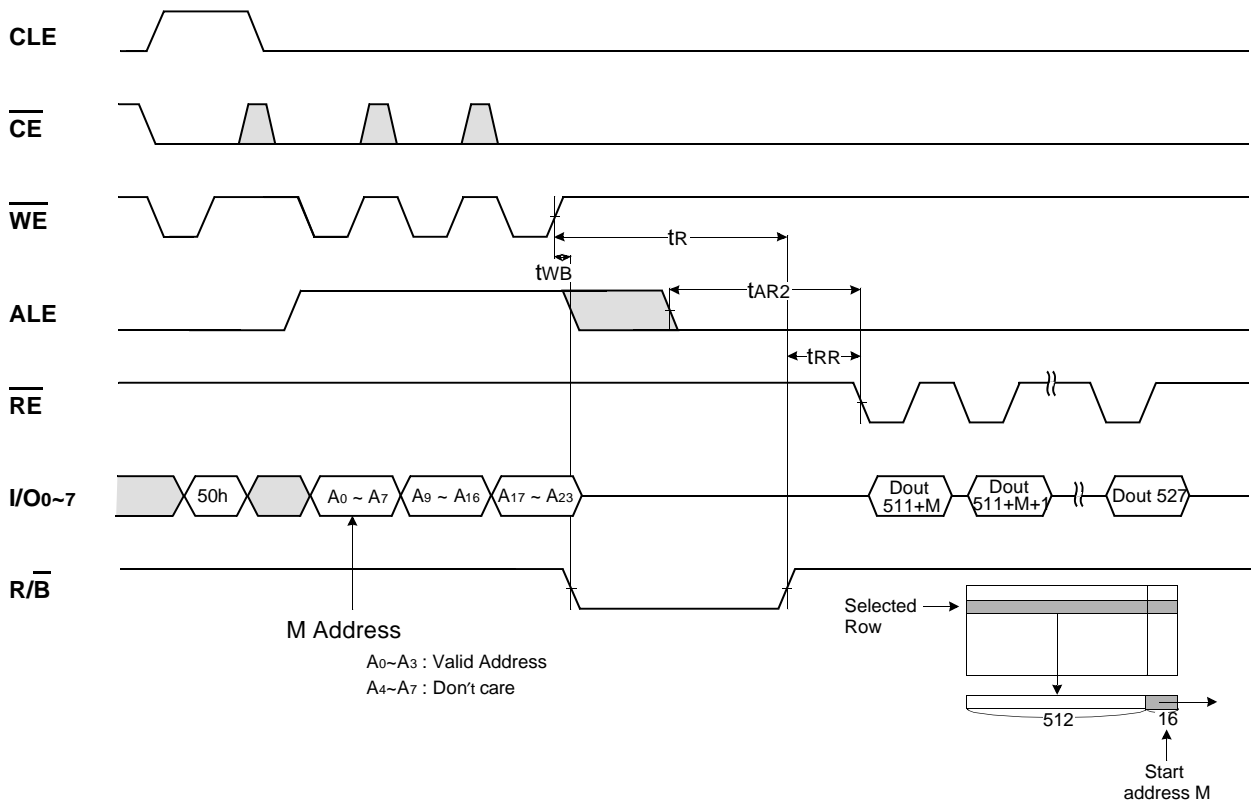 CLE
CE
WE
tR
tWB
ALE
tAR2
tRR
RE
I/O0~7
50h
A0 ~ A7
A9 ~ A16
A17 ~ A23
Dout
511+M
Dout
511+M+1
Dout 527
R/B
M Address
A0~A3 : Valid Address
A4~A7 : Don't care
Selected
Row
512
16
Start
address M